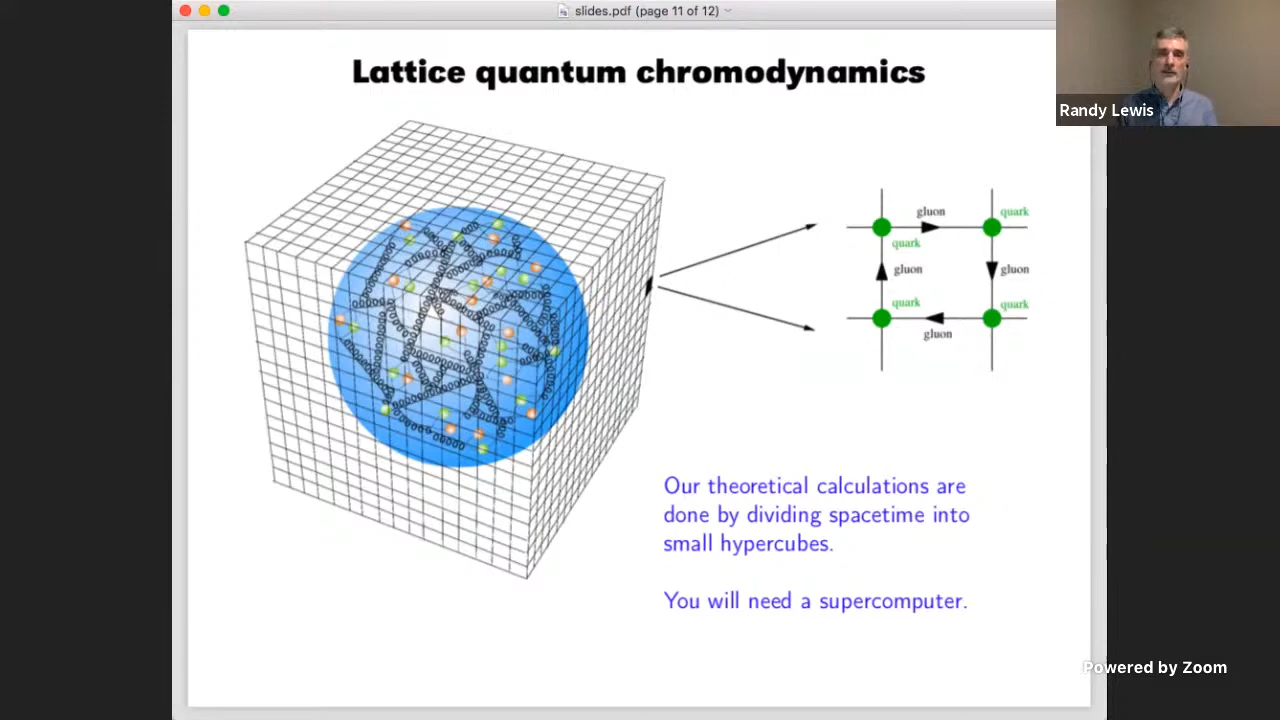 slides.pdf (page 11 of 12)
Lattice quantum chromodynamics
Randy Lewis
gluon
quark
quark
gluon
gluon
quark
quark
gluon
Our theoretical calculations are
done by dividing spacetime into
small hypercubes.
You will need a supercomputer.
Powered by Zoom